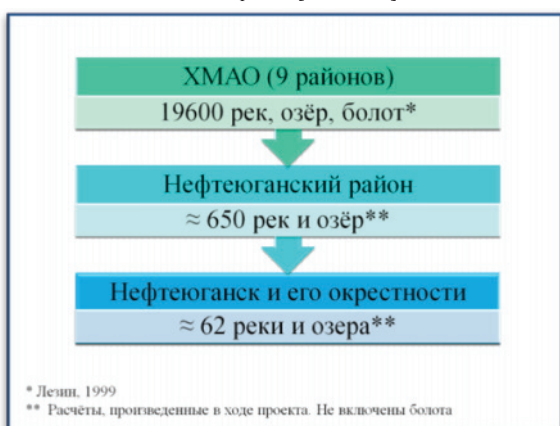 ХМАО (9 районов)
19600 рек, озёр, болот*
Нефтеюганский район
≈ 650 рек и озёр**
Нефтеюганск и его окрестности
≈ 62 реки и озера**
* Лезин, 1999
** Расчёты, произведенные в ходе проекта. Не включены болота